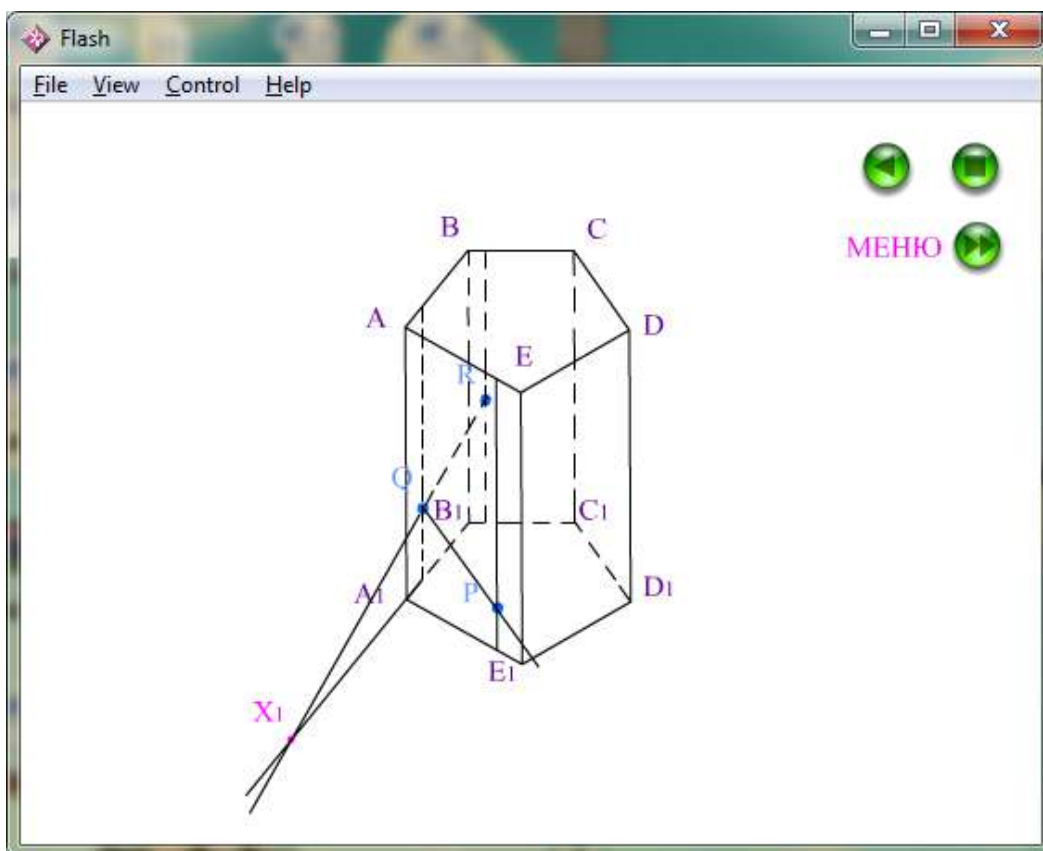 Flash
File View Control Help
B C
МЕНЮ
A D
E
R
Q
B1 C1
A1 P D1
E1
X1